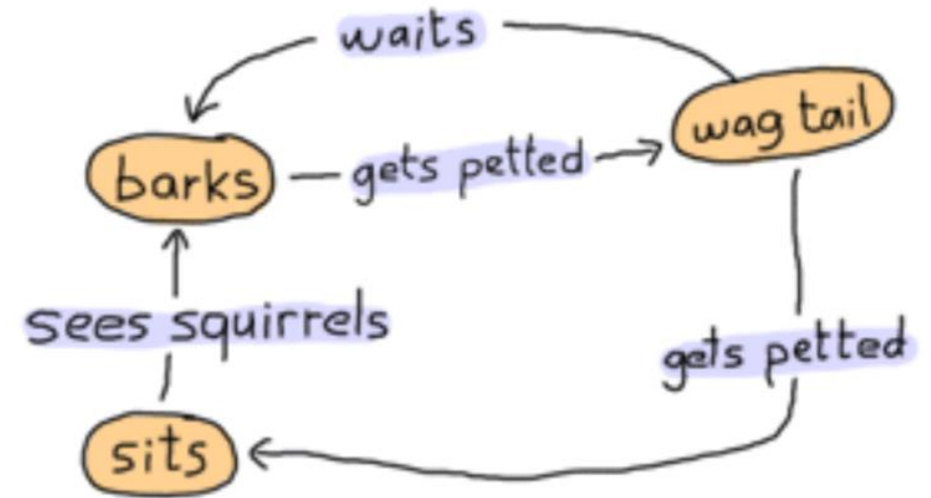 waits
wag tail
barks
gets petted
sees squirrels
gets petted
sits